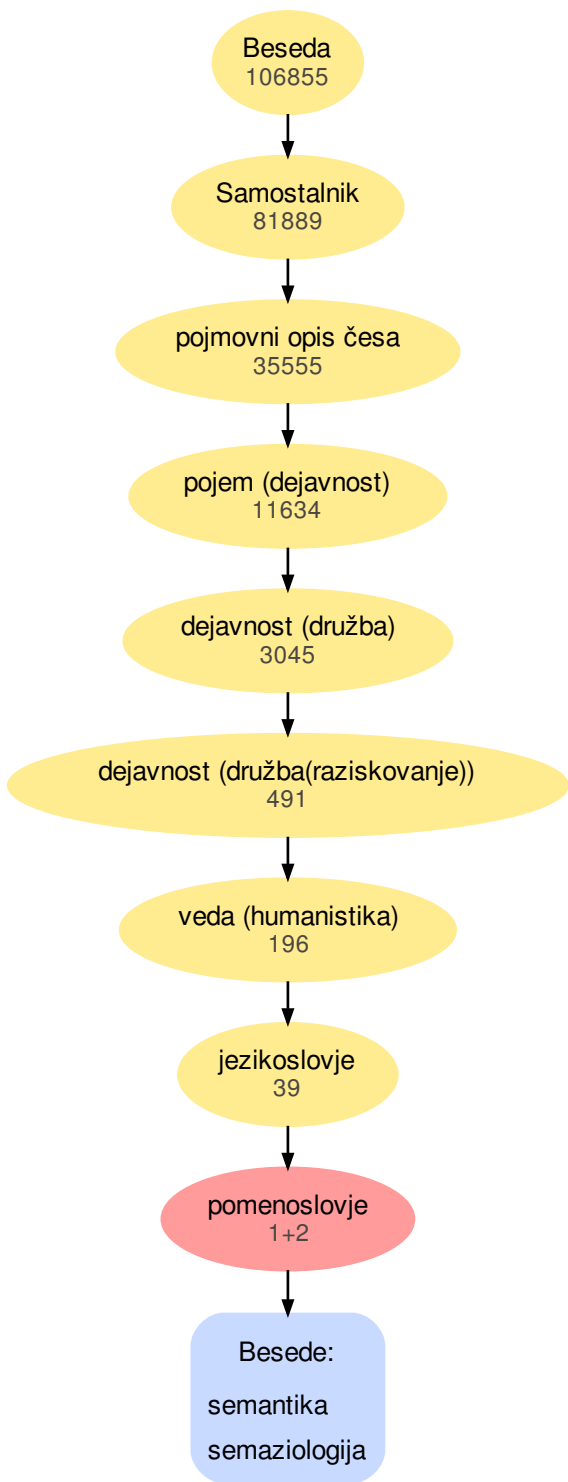 Beseda
106855
Samostalnik
81889
pojmovni opis česa
35555
pojem (dejavnost)
11634
dejavnost (družba)
3045
dejavnost (družba(raziskovanje))
491
veda (humanistika)
196
jezikoslovje
39
pomenoslovje
1+2
Besede:
semantika
semaziologija